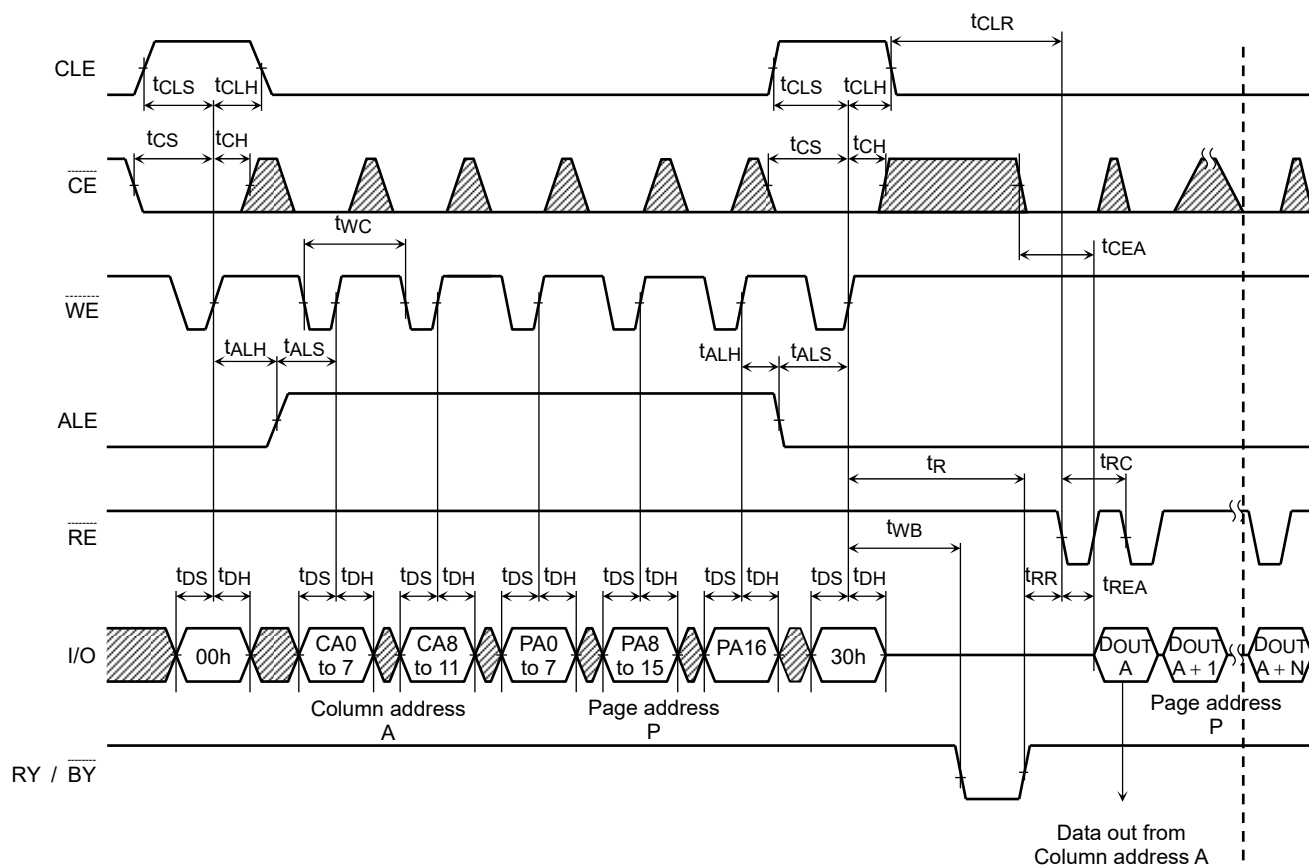 tCLR
CLE
tCLS tCLH tCLS tCLH
tCS tCH tCS tCH
CE
tWC
tCEA
WE
tALH tALS tALH tALS
ALE
tR tRC
RE
tWB
tDS tDH tDS tDH tDS tDH tDS tDH tDS tDH tDS tDH tDS tDH tRR tREA
I/O 00h CA0 to 7 CA8 to 11 PA0 to 7 PA8 to 15 PA16 30h DOUT A DOUT A + 1 DOUT A + N
Column address A
Page address P
Page address P
RY / BY
Data out from
Column address A